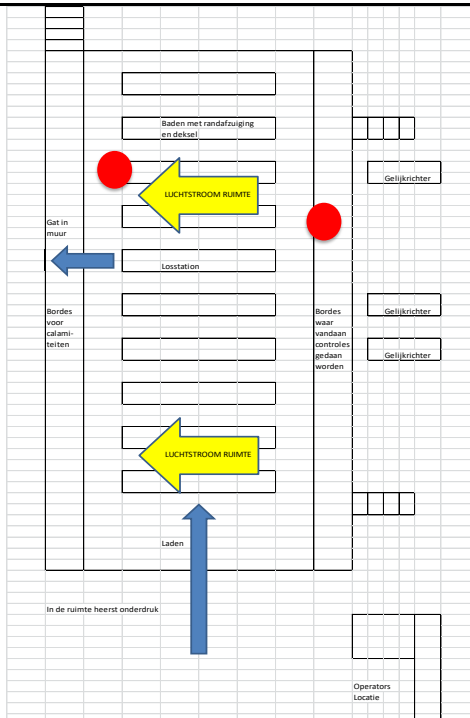 Baden met randafzuiging
en deksel
Gelijkrichter
LUCHTSTROOM RUIMTE
Gat in
muur
Losstation
Bordes
voor
calami-
teiten
Bordes
waar
vandaan
controles
gedaan
worden
Gelijkrichter
Gelijkrichter
LUCHTSTROOM RUIMTE
Laden
In de ruimte heerst onderdruk
Operators
Locatie